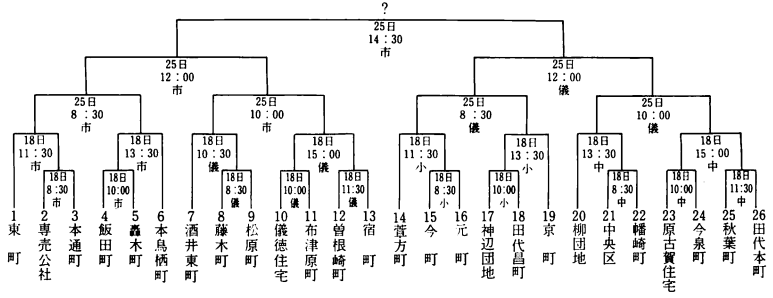 ?
25日
14:30
市
25日
12:00
市
25日
12:00
儀
25日
8:30
市
25日
10:00
市
25日
8:30
儀
25日
10:00
儀
18日
11:30
市
18日
13:30
市
18日
10:30
儀
18日
15:00
儀
18日
11:30
小
18日
13:30
小
18日
13:30
中
18日
15:00
中
18日
8:30
市
18日
10:00
市
18日
8:30
儀
18日
10:00
儀
18日
11:30
儀
18日
8:30
小
18日
10:00
小
18日
8:30
中
18日
10:00
中
18日
11:30
中
1 東町
2 専売公社
3 本通町
4 飯田町
5 轟木町
6 本鳥栖町
7 酒井東町
8 藤木町
9 松原町
10 儀徳住宅
11 布津原町
12 曽根崎町
13 宿町
14 萱方町
15 今町
16 元町
17 神辺団地
18 田代昌町
19 京町
20 柳団地
21 中央区
22 幡崎町
23 原古賀住宅
24 今泉町
25 秋葉町
26 田代本町